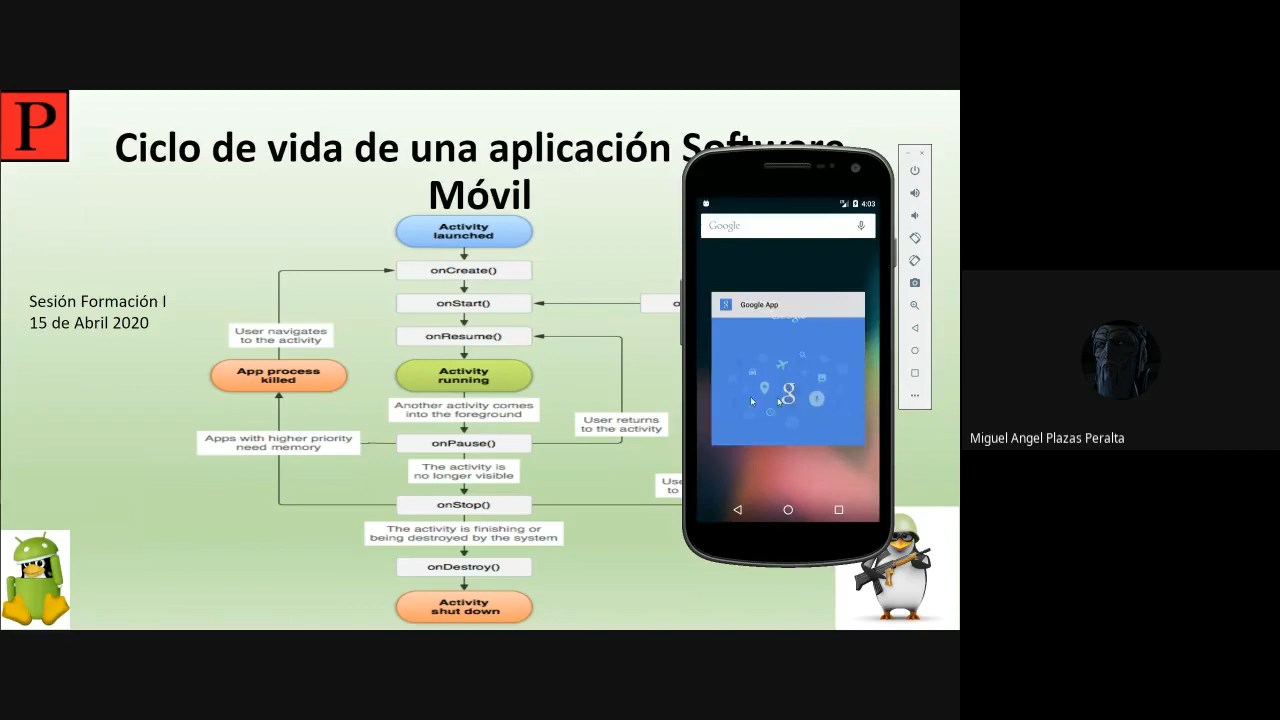 P
Ciclo de vida de una aplicación Software
Móvil
Sesión Formación I
15 de Abril 2020
Activity
launched
onCreate()
onStart()
onResume()
User navigates
to the activity
App process
killed
Activity
running
Another activity comes
into the foreground
User returns
to the activity
Apps with higher priority
need memory
onPause()
The activity is
no longer visible
Use
to
onStop()
The activity is finishing or
being destroyed by the system
onDestroy()
Activity
shut down
4:03
Google
Google App
g
Miguel Angel Plazas Peralta